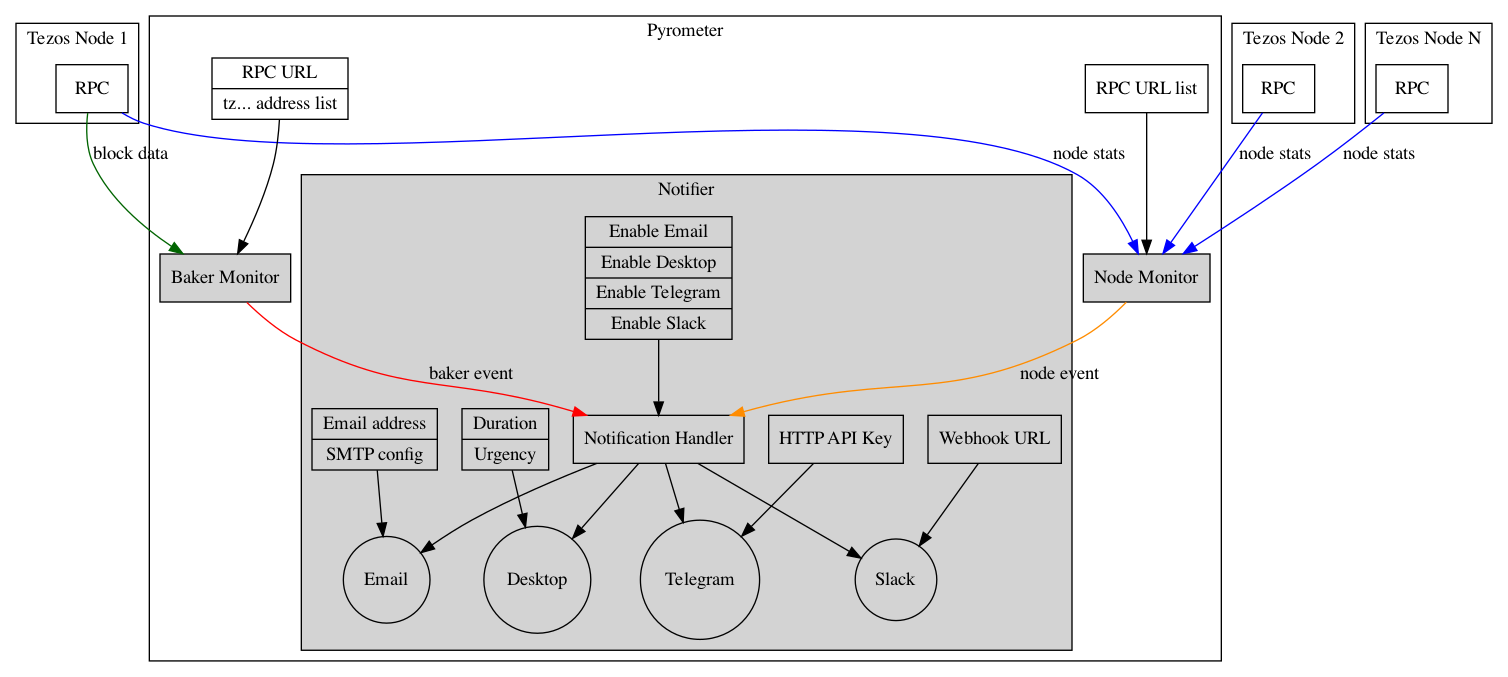 Pyrometer
Tezos Node 1
Tezos Node 2
Tezos Node N
RPC
RPC URL
tz... address list
RPC URL list
RPC
RPC
block data
node stats
node stats
node stats
Notifier
Enable Email
Enable Desktop
Enable Telegram
Enable Slack
Baker Monitor
Node Monitor
baker event
node event
Email address
SMTP config
Duration
Urgency
Notification Handler
HTTP API Key
Webhook URL
Email
Desktop
Telegram
Slack